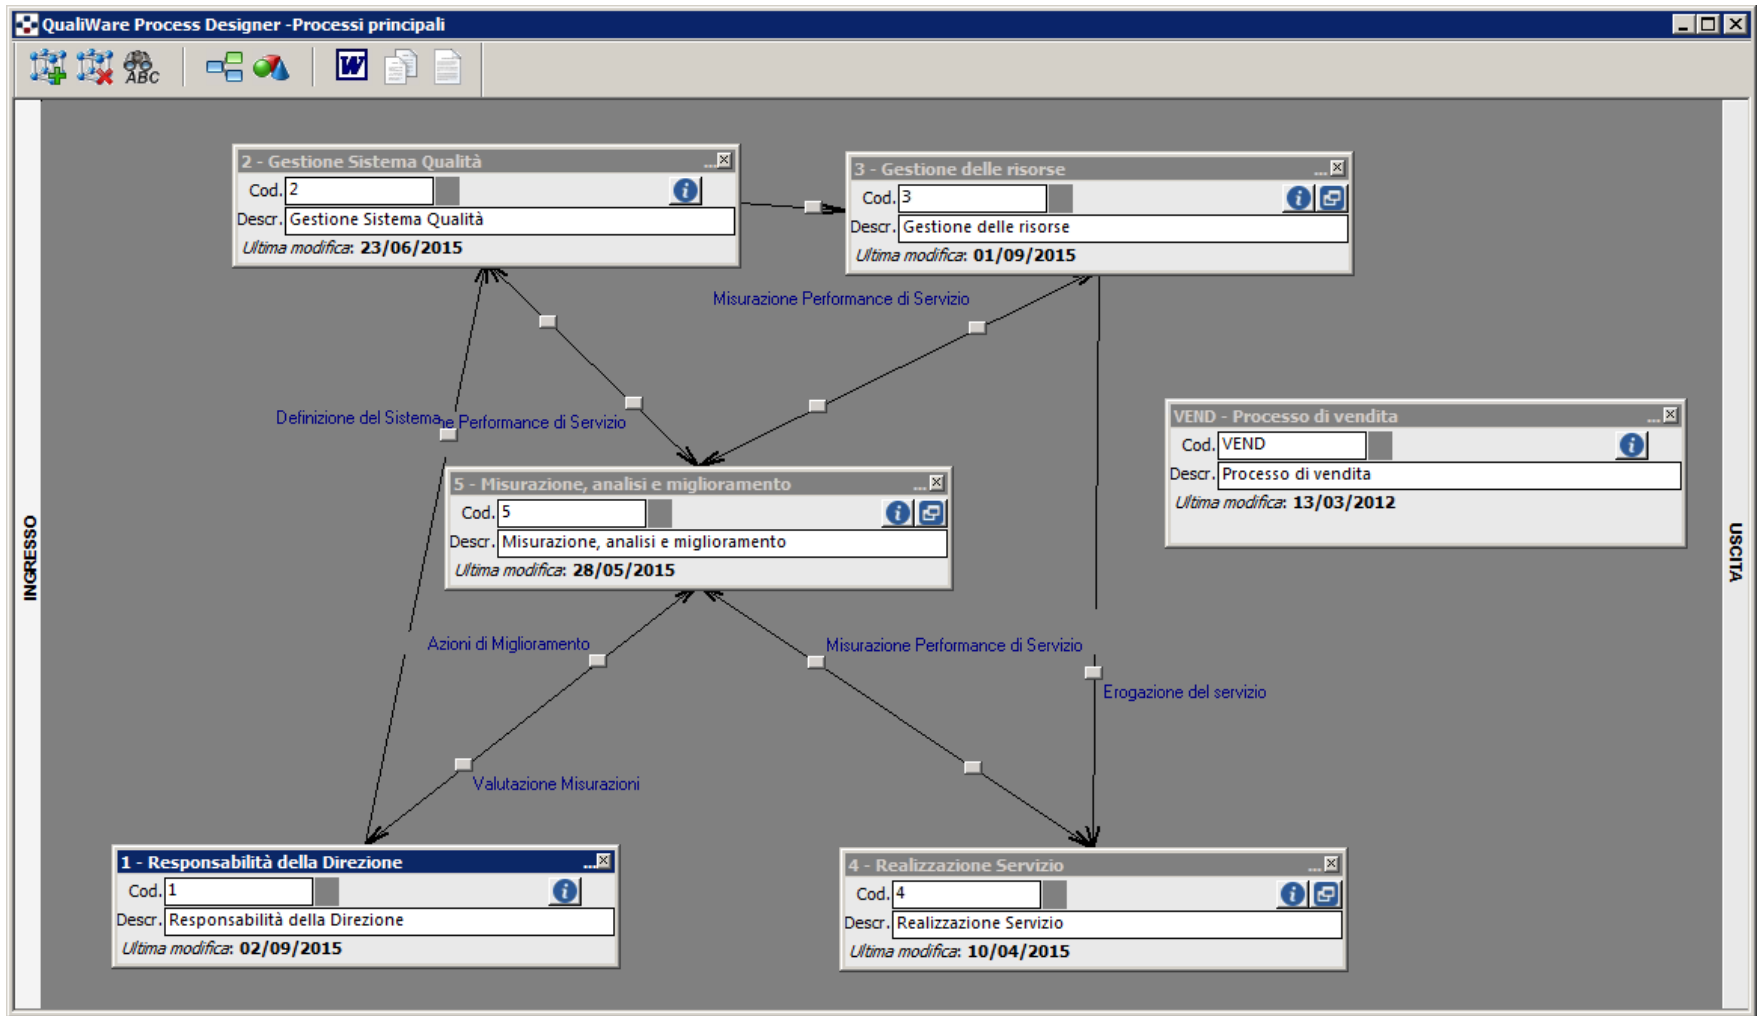 QualiWare Process Designer -Processi principali
ABC
W
INGRESSO
USCITA
2 - Gestione Sistema Qualità ...
Cod. 2
Descr. Gestione Sistema Qualità
Ultima modifica: 23/06/2015
3 - Gestione delle risorse ...
Cod. 3
Descr. Gestione delle risorse
Ultima modifica: 01/09/2015
Misurazione Performance di Servizio
Definizione del Sistema
Performance di Servizio
VEND - Processo di vendita ...
Cod. VEND
Descr. Processo di vendita
Ultima modifica: 13/03/2012
5 - Misurazione, analisi e miglioramento ...
Cod. 5
Descr. Misurazione, analisi e miglioramento
Ultima modifica: 28/05/2015
Azioni di Miglioramento
Misurazione Performance di Servizio
Erogazione del servizio
Valutazione Misurazioni
1 - Responsabilità della Direzione ...
Cod. 1
Descr. Responsabilità della Direzione
Ultima modifica: 02/09/2015
4 - Realizzazione Servizio ...
Cod. 4
Descr. Realizzazione Servizio
Ultima modifica: 10/04/2015